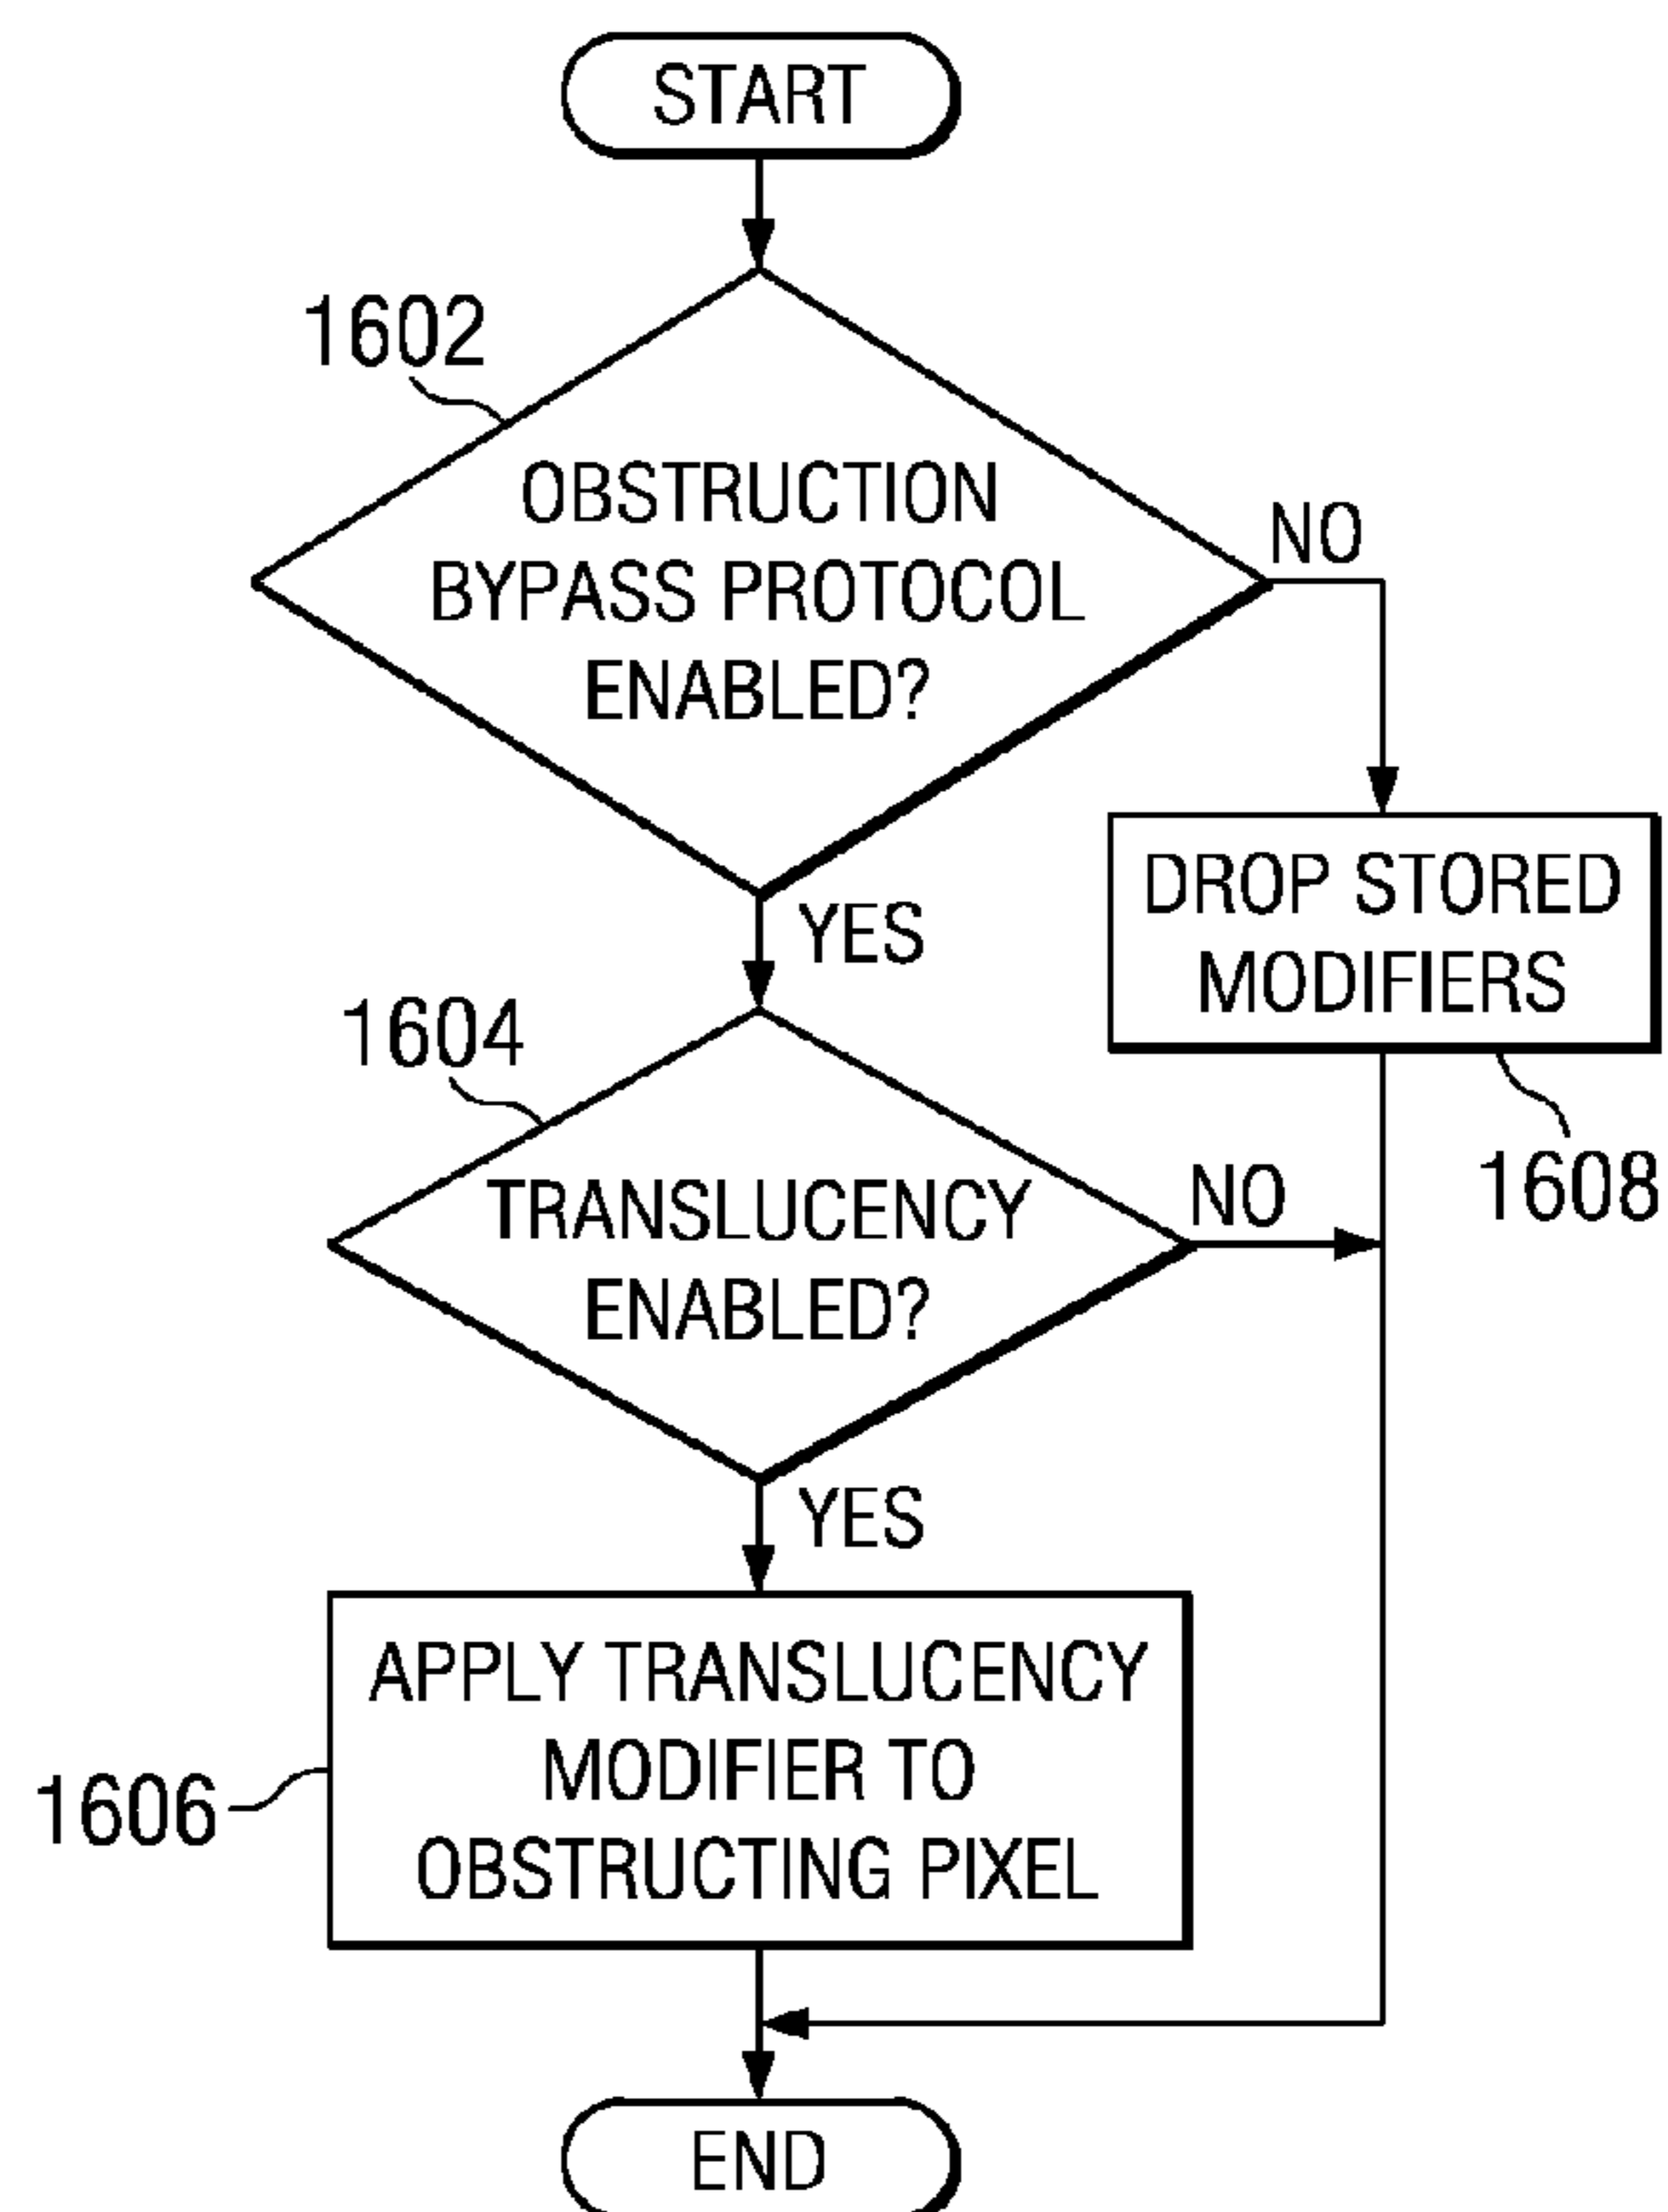 START
1602
OBSTRUCTION
BYPASS PROTOCOL
ENABLED?
NO
DROP STORED
MODIFIERS
1608
YES
1604
TRANSLUCENCY
ENABLED?
NO
YES
APPLY TRANSLUCENCY
MODIFIER TO
OBSTRUCTING PIXEL
1606
END